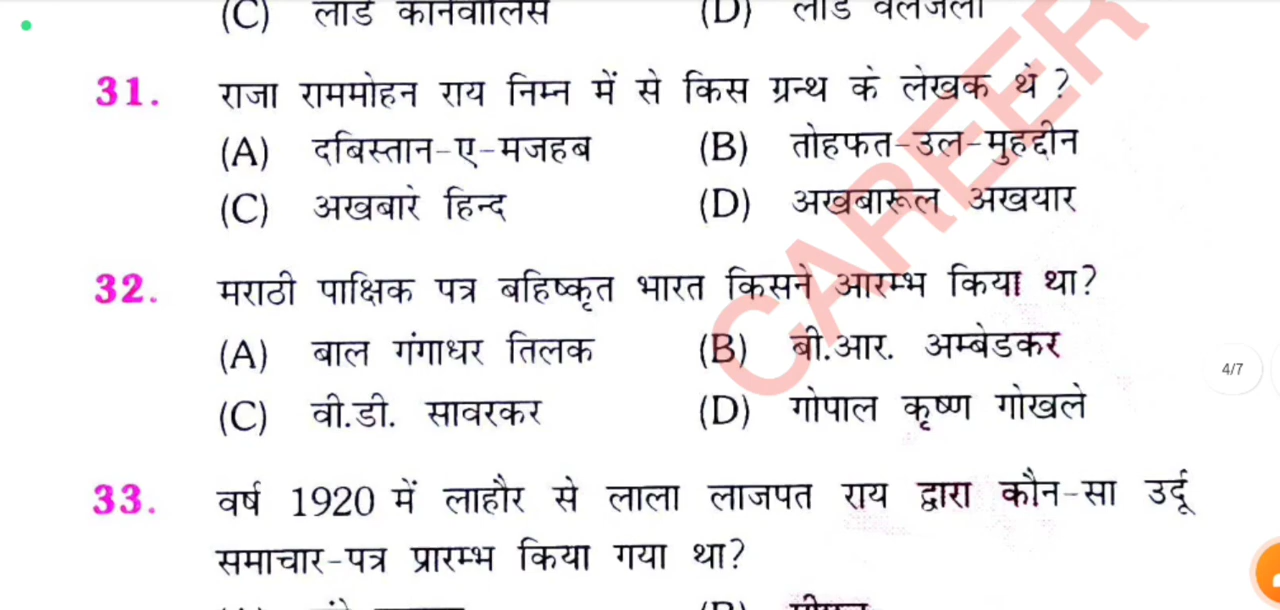 (C) लॉर्ड कॉर्नवालिस (D) लॉर्ड वेलेजली
31. राजा राममोहन राय निम्न में से किस ग्रन्थ के लेखक थे ?
(A) दबिस्तान-ए-मजहब (B) तोहफत-उल-मुहद्दीन
(C) अखबारे हिन्द (D) अखबारूल अखयार
32. मराठी पाक्षिक पत्र बहिष्कृत भारत किसने आरम्भ किया था?
(A) बाल गंगाधर तिलक (B) बी.आर. अम्बेडकर
(C) वी.डी. सावरकर (D) गोपाल कृष्ण गोखले
4/7
33. वर्ष 1920 में लाहौर से लाला लाजपत राय द्वारा कौन-सा उर्दू
समाचार-पत्र प्रारम्भ किया गया था?
CAREER